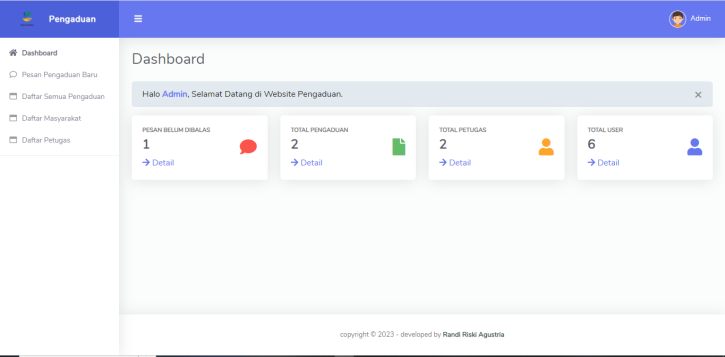 Pengaduan
Admin
Dashboard
Pesan Pengaduan Baru
Daftar Semua Pengaduan
Daftar Masyarakat
Daftar Petugas
Dashboard
Halo Admin, Selamat Datang di Website Pengaduan.
×
PESAN BELUM DIBALAS
1
→ Detail
TOTAL PENGADUAN
2
→ Detail
TOTAL PETUGAS
2
→ Detail
TOTAL USER
6
→ Detail
copyright © 2023 - developed by Randi Riski Agustria